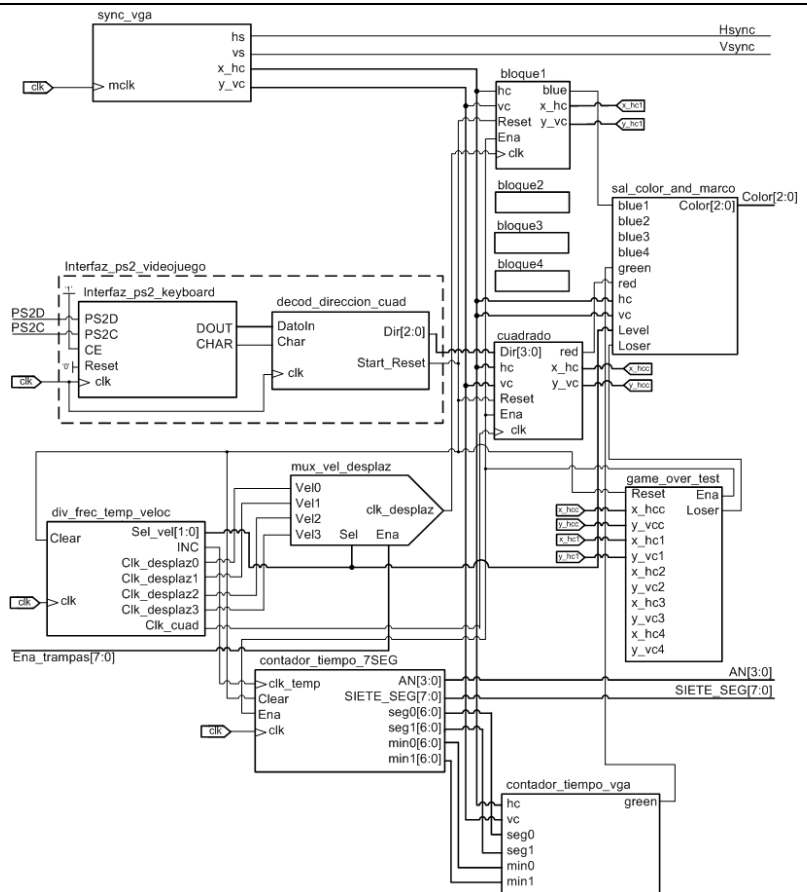 sync_vga
hs
vs
x_hc
y_vc
mclk
clk
Hsync
Vsync
bloque1
hc
vc
Reset
Ena
clk
blue
x_hc
y_vc
x_hc1
y_hc1
bloque2
bloque3
bloque4
sal_color_and_marco
blue1
blue2
blue3
blue4
green
red
hc
vc
Level
Loser
Color[2:0]
Color[2:0]
Interfaz_ps2_videojuego
'1'
Interfaz_ps2_keyboard
PS2D
PS2C
PS2D
PS2C
CE
Reset
clk
'0'
clk
DOUT
CHAR
decod_direccion_cuad
DatoIn
Char
clk
Dir[2:0]
Start_Reset
cuadrado
Dir[3:0]
hc
vc
Reset
Ena
clk
red
x_hc
y_vc
x_hcc
y_hcc
mux_vel_desplaz
Vel0
Vel1
Vel2
Vel3
clk_desplaz
Sel
Ena
div_frec_temp_veloc
Clear
clk
clk
Sel_vel[1:0]
INC
Clk_desplaz0
Clk_desplaz1
Clk_desplaz2
Clk_desplaz3
Clk_cuad
Ena_trampas[7:0]
game_over_test
Reset
x_hcc
y_vcc
x_hc1
y_vc1
x_hc2
y_vc2
x_hc3
y_vc3
x_hc4
y_vc4
Ena
Loser
x_hcc
y_hcc
x_hc1
y_hc1
contador_tiempo_7SEG
clk_temp
Clear
Ena
clk
clk
AN[3:0]
SIETE_SEG[7:0]
seg0[6:0]
seg1[6:0]
min0[6:0]
min1[6:0]
AN[3:0]
SIETE_SEG[7:0]
contador_tiempo_vga
hc
vc
seg0
seg1
min0
min1
green